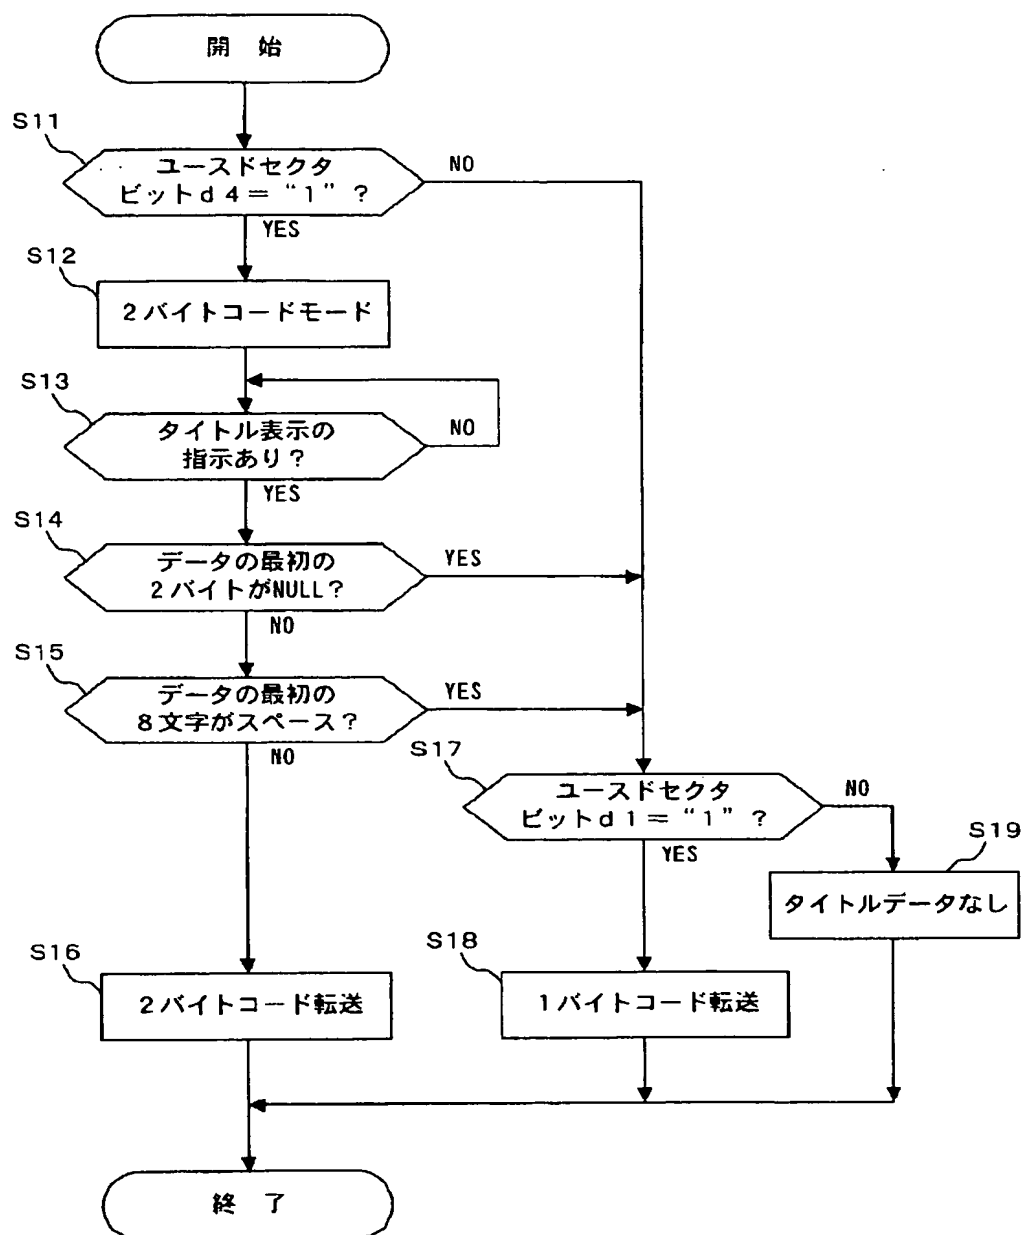 開 始
S11
ユースドセクタ
ビットd4＝“1”？
NO
YES
S12
2バイトコードモード
S13
タイトル表示の
指示あり？
NO
YES
S14
データの最初の
2バイトがNULL？
YES
NO
S15
データの最初の
8文字がスペース？
YES
NO
S17
ユースドセクタ
ビットd1＝“1”？
NO
YES
S19
タイトルデータなし
S16
2バイトコード転送
S18
1バイトコード転送
終 了